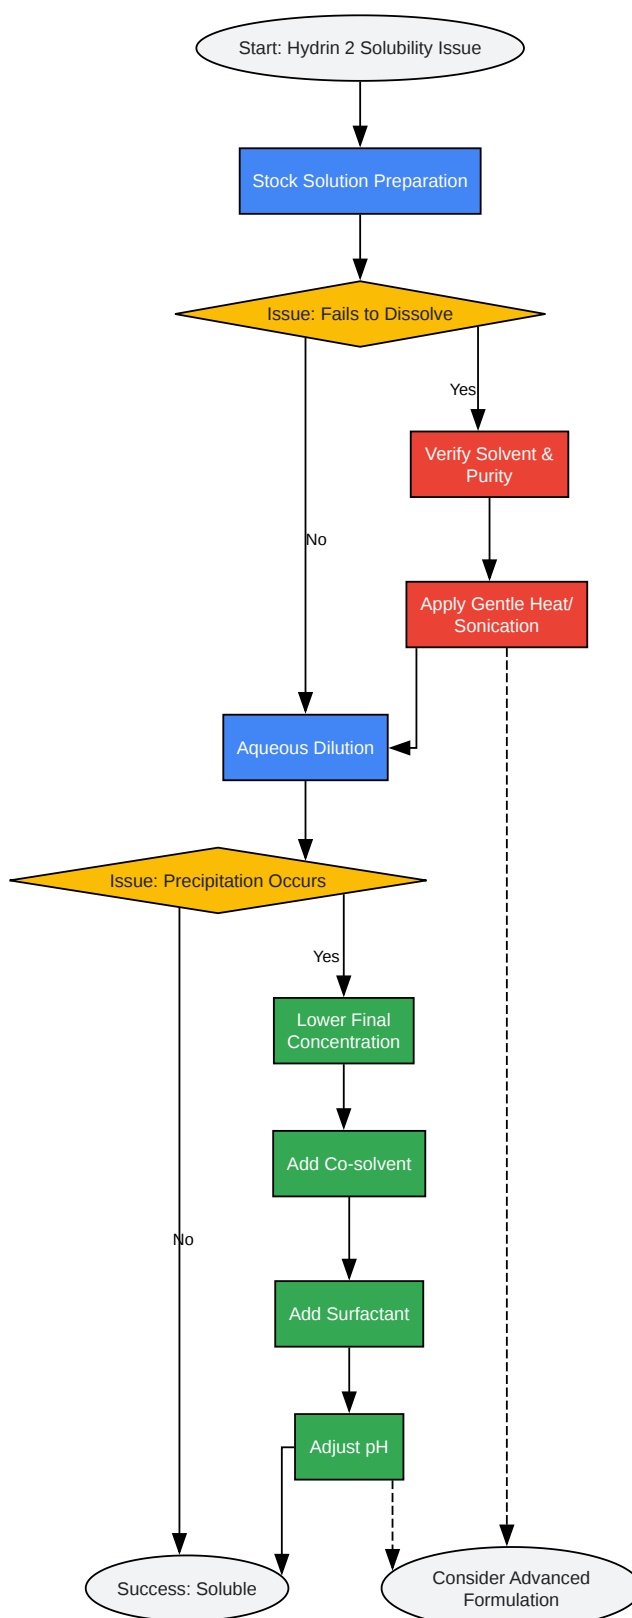 Start: Hydrin 2 Solubility Issue
Stock Solution Preparation
Issue: Fails to Dissolve
Yes
Verify Solvent &
Purity
No
Apply Gentle Heat/
Sonication
Aqueous Dilution
Issue: Precipitation Occurs
Yes
Lower Final
Concentration
Add Co-solvent
No
Add Surfactant
Adjust pH
Success: Soluble
Consider Advanced
Formulation